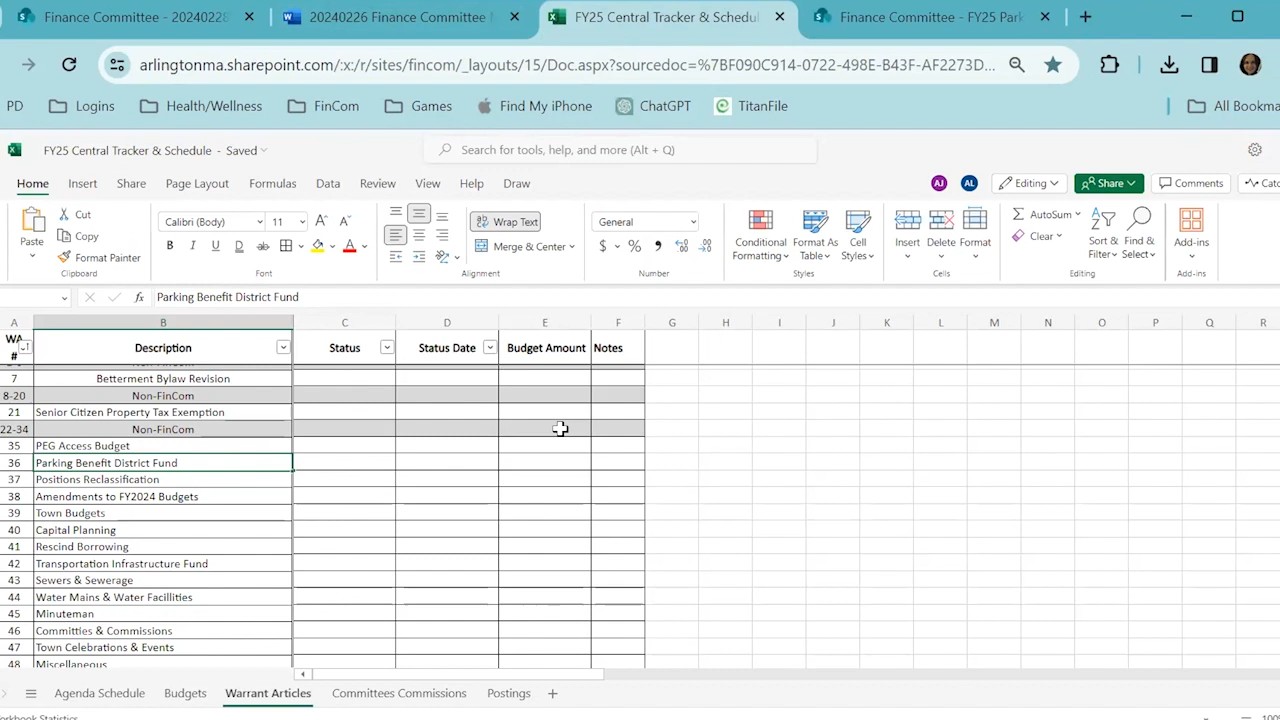 Finance Committee - 20240228
20240226 Finance Committee
FY25 Central Tracker & Schedul
Finance Committee - FY25 Park
arlingtonma.sharepoint.com/:x:/r/sites/fincom/_layouts/15/Doc.aspx?sourcedoc=%7BF090C914-0722-498E-B43F-AF2273D...
PD Logins Health/Wellness FinCom Games Find My iPhone ChatGPT TitanFile All Bookma
FY25 Central Tracker & Schedule - Saved
Search for tools, help, and more (Alt + Q)
Home Insert Share Page Layout Formulas Data Review View Help Draw AJ AL Editing Share Comments Catc
Paste Cut Copy Format Painter Clipboard
Calibri (Body) 11 B I U D ab A Font
Wrap Text Merge & Center Alignment
General $ % Number
Conditional Formatting Format As Table Cell Styles Styles
Insert Delete Format Cells
AutoSum Clear Sort & Filter Find & Select Editing
Add-ins Add-ins
fx Parking Benefit District Fund
A B C D E F G H I J K L M N O P Q R
WA # Description Status Status Date Budget Amount Notes
Non-FinCom
7 Betterment Bylaw Revision
8-20 Non-FinCom
21 Senior Citizen Property Tax Exemption
22-34 Non-FinCom
35 PEG Access Budget
36 Parking Benefit District Fund
37 Positions Reclassification
38 Amendments to FY2024 Budgets
39 Town Budgets
40 Capital Planning
41 Rescind Borrowing
42 Transportation Infrastructure Fund
43 Sewers & Sewerage
44 Water Mains & Water Facillities
45 Minuteman
46 Committies & Commissions
47 Town Celebrations & Events
48 Miscellaneous
Agenda Schedule Budgets Warrant Articles Committees Commissions Postings
orkbook Statistics